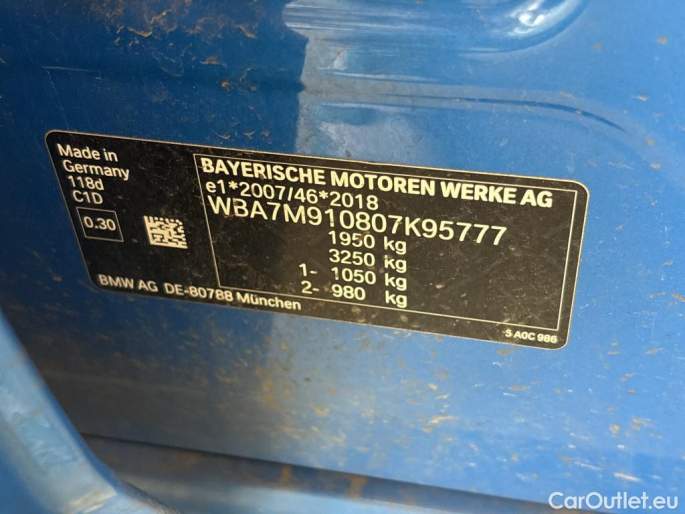 Made in
Germany
118d
C1D
0.30
BAYERISCHE MOTOREN WERKE AG
e1*2007/46*2018
WBA7M910807K95777
1950 kg
3250 kg
1- 1050 kg
2- 980 kg
BMW AG DE-80788 München
5 A0C 986
CarOutlet.eu